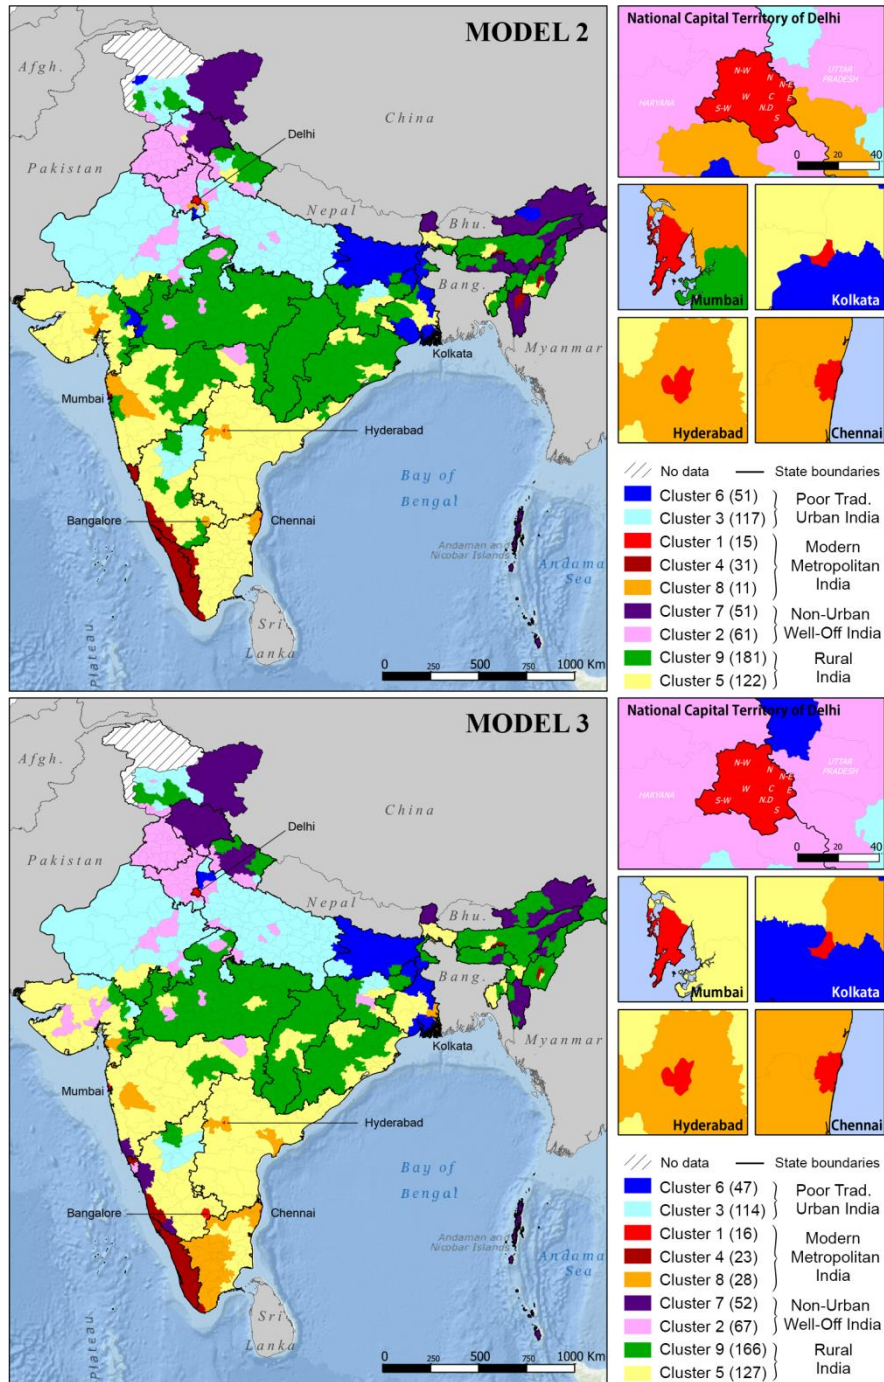 MODEL 2
Afgh.
China
Delhi
Pakistan
Nepal
Bhu.
Bang.
Myanmar
Kolkata
Mumbai
Hyderabad
Bay of
Bengal
Bangalore
Chennai
Andaman and
Nicobar Islands
Andama
Sea
Sri
Lanka
Plateau
0 250 500 750 1000 Km
National Capital Territory of Delhi
HARYANA
UTTAR
PRADESH
N-W
N
N-E
W
C
E
S-W
N.D
S
0 20 40
Mumbai
Kolkata
Hyderabad
Chennai
No data
State boundaries
Cluster 6 (51)
Cluster 3 (117)
Poor Trad.
Urban India
Cluster 1 (15)
Cluster 4 (31)
Cluster 8 (11)
Modern
Metropolitan
India
Cluster 7 (51)
Cluster 2 (61)
Non-Urban
Well-Off India
Cluster 9 (181)
Cluster 5 (122)
Rural
India
MODEL 3
Afgh.
China
Delhi
Pakistan
Nepal
Bhu.
Bang.
Myanmar
Kolkata
Mumbai
Hyderabad
Bay of
Bengal
Bangalore
Chennai
Andaman and
Nicobar Islands
Andama
Sea
Sri
Lanka
Plateau
0 250 500 750 1000 Km
National Capital Territory of Delhi
HARYANA
UTTAR
PRADESH
N-W
N
N-E
W
C
E
S-W
N.D
S
0 20 40
Mumbai
Kolkata
Hyderabad
Chennai
No data
State boundaries
Cluster 6 (47)
Cluster 3 (114)
Poor Trad.
Urban India
Cluster 1 (16)
Cluster 4 (23)
Cluster 8 (28)
Modern
Metropolitan
India
Cluster 7 (52)
Cluster 2 (67)
Non-Urban
Well-Off India
Cluster 9 (166)
Cluster 5 (127)
Rural
India